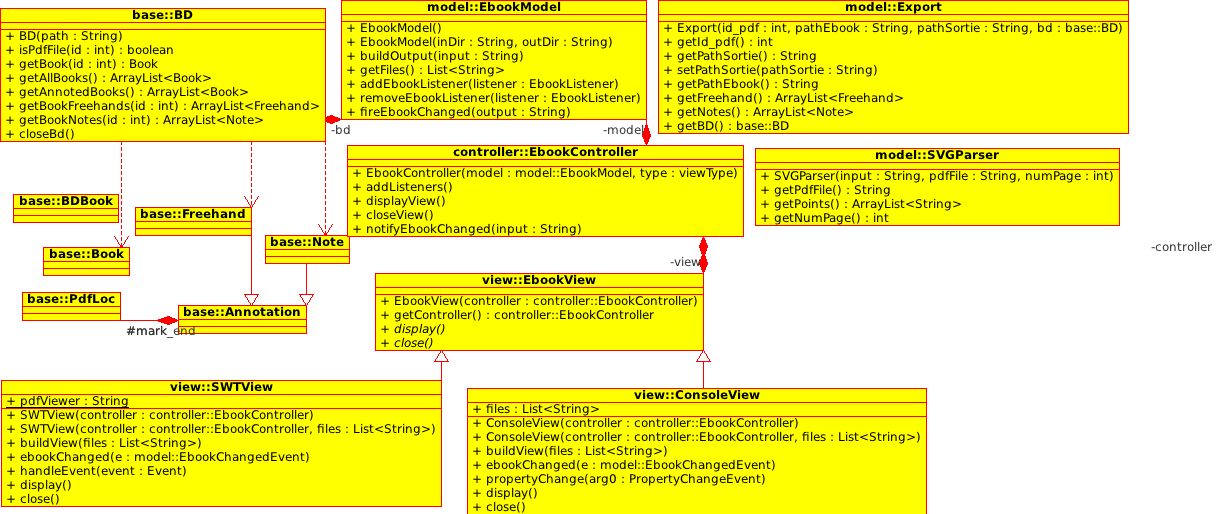 base::BD
+ BD(path : String)
+ isPdfFile(id : int) : boolean
+ getBook(id : int) : Book
+ getAllBooks() : ArrayList<Book>
+ getAnnotedBooks() : ArrayList<Book>
+ getBookFreehands(id : int) : ArrayList<Freehand>
+ getBookNotes(id : int) : ArrayList<Note>
+ closeBd()
model::EbookModel
+ EbookModel()
+ EbookModel(inDir : String, outDir : String)
+ buildOutput(input : String)
+ getFiles() : List<String>
+ addEbookListener(listener : EbookListener)
+ removeEbookListener(listener : EbookListener)
+ fireEbookChanged(output : String)
model::Export
+ Export(id_pdf : int, pathEbook : String, pathSortie : String, bd : base::BD)
+ getId_pdf() : int
+ getPathSortie() : String
+ setPathSortie(pathSortie : String)
+ getPathEbook() : String
+ getFreehand() : ArrayList<Freehand>
+ getNotes() : ArrayList<Note>
+ getBD() : base::BD
-bd
-model
controller::EbookController
+ EbookController(model : model::EbookModel, type : viewType)
+ addListeners()
+ displayView()
+ closeView()
+ notifyEbookChanged(input : String)
model::SVGParser
+ SVGParser(input : String, pdfFile : String, numPage : int)
+ getPdfFile() : String
+ getPoints() : ArrayList<String>
+ getNumPage() : int
base::BDBook
base::Freehand
base::Note
base::Book
-controller
-view
base::PdfLoc
base::Annotation
#mark_end
view::EbookView
+ EbookView(controller : controller::EbookController)
+ getController() : controller::EbookController
+ display()
+ close()
view::SWTView
+ pdfViewer : String
+ SWTView(controller : controller::EbookController)
+ SWTView(controller : controller::EbookController, files : List<String>)
+ buildView(files : List<String>)
+ ebookChanged(e : model::EbookChangedEvent)
+ handleEvent(event : Event)
+ display()
+ close()
view::ConsoleView
+ files : List<String>
+ ConsoleView(controller : controller::EbookController)
+ ConsoleView(controller : controller::EbookController, files : List<String>)
+ buildView(files : List<String>)
+ ebookChanged(e : model::EbookChangedEvent)
+ propertyChange(arg0 : PropertyChangeEvent)
+ display()
+ close()